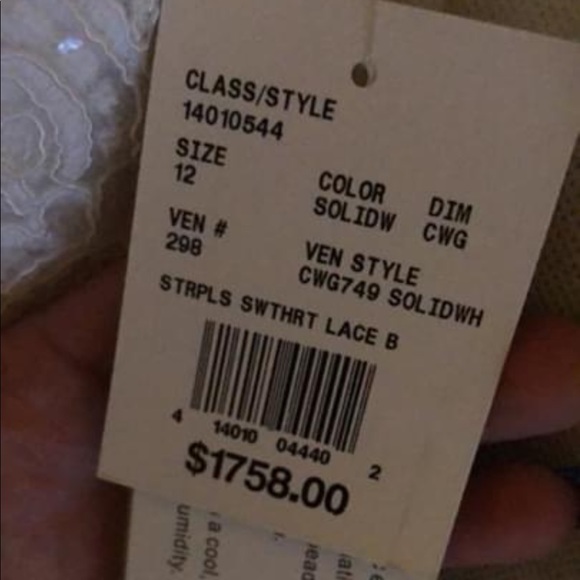 CLASS/STYLE
14010544
SIZE
12
COLOR DIM
SOLIDW CWG
VEN #
298
VEN STYLE
CWG749 SOLIDWH
STRPLS SWTHRT LACE B
4 14010 04440 2
$1758.00
a cool,
umidity.